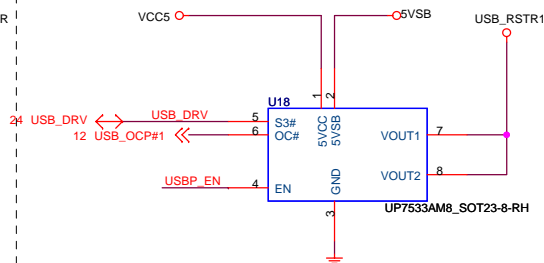 R
VCC5
5VSB
USB_RSTR1
1
2
U18
24 USB_DRV
USB_DRV
5
S3#
5VCC
5VSB
12 USB_OCP#1
6
OC#
VOUT1
7
VOUT2
8
USBP_EN
4
EN
GND
3
UP7533AM8_SOT23-8-RH